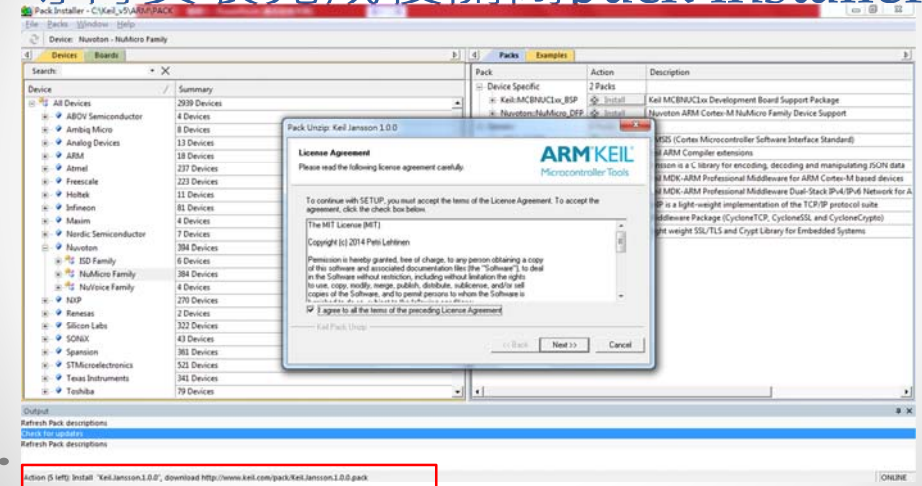 Pack Installer - C:\Keil_v5\ARM\PACK
File Packs Window Help
Device: Nuvoton - NuMicro Family
Devices Boards
Search:
Device Summary
All Devices 2939 Devices
ABOV Semiconductor 4 Devices
Ambiq Micro 8 Devices
Analog Devices 13 Devices
ARM 18 Devices
Atmel 237 Devices
Freescale 223 Devices
Holtek 11 Devices
Infineon 81 Devices
Maxim 4 Devices
Nordic Semiconductor 7 Devices
Nuvoton 394 Devices
ISD Family 6 Devices
NuMicro Family 384 Devices
NuVoice Family 4 Devices
NXP 270 Devices
Renesas 2 Devices
Silicon Labs 322 Devices
SONiX 43 Devices
Spansion 361 Devices
STMicroelectronics 521 Devices
Texas Instruments 341 Devices
Toshiba 79 Devices
Packs Examples
Pack Action Description
Device Specific 2 Packs
Keil::MCBNUC1xx_BSP Install Keil MCBNUC1xx Development Board Support Package
Nuvoton::NuMicro_DFP Install Nuvoton ARM Cortex-M NuMicro Family Device Support
CMSIS (Cortex Microcontroller Software Interface Standard)
ARM Compiler extensions
is a C library for encoding, decoding and manipulating JSON data
MDK-ARM Professional Middleware for ARM Cortex-M based devices
MDK-ARM Professional Middleware Dual-Stack IPv4/IPv6 Network for A
is a light-weight implementation of the TCP/IP protocol suite
Middleware Package (CycloneTCP, CycloneSSL and CycloneCrypto)
weight SSL/TLS and Crypt Library for Embedded Systems
Pack Unzip: Keil Jansson 1.0.0
License Agreement
Please read the following license agreement carefully.
ARM KEIL
Microcontroller Tools
To continue with SETUP, you must accept the terms of the License Agreement. To accept the
agreement, click the check box below.
The MIT License (MIT)
Copyright (c) 2014 Petri Lehtinen
Permission is hereby granted, free of charge, to any person obtaining a copy
of this software and associated documentation files (the "Software"), to deal
in the Software without restriction, including without limitation the rights
to use, copy, modify, merge, publish, distribute, sublicense, and/or sell
copies of the Software, and to permit persons to whom the Software is
I agree to all the terms of the preceding License Agreement
Keil Pack Unzip
<< Back Next >> Cancel
Output
Refresh Pack descriptions
Check for updates
Refresh Pack descriptions
Action (5 left): Install "Keil.Jansson.1.0.0", download http://www.keil.com/pack/Keil.Jansson.1.0.0.pack
ONLINE